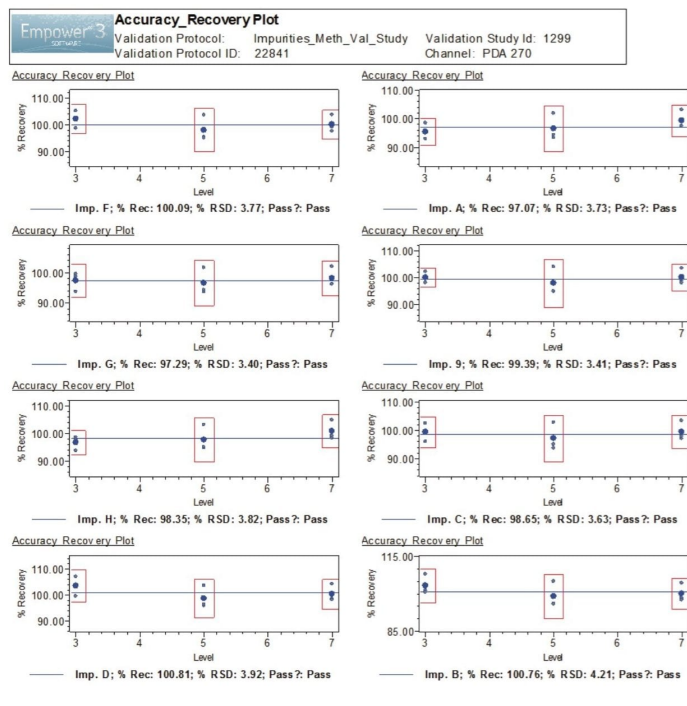 Empower 3
SOFTWARE
Accuracy_Recovery Plot
Validation Protocol: Impurities_Meth_Val_Study Validation Study Id: 1299
Validation Protocol ID: 22841 Channel: PDA 270
Accuracy Recovery Plot
% Recovery
110.00
100.00
90.00
3 4 5 6 7
Level
Imp. F; % Rec: 100.09; % RSD: 3.77; Pass?: Pass
Accuracy Recovery Plot
% Recovery
110.00
100.00
90.00
3 4 5 6 7
Level
Imp. A; % Rec: 97.07; % RSD: 3.73; Pass?: Pass
Accuracy Recovery Plot
% Recovery
100.00
90.00
3 4 5 6 7
Level
Imp. G; % Rec: 97.29; % RSD: 3.40; Pass?: Pass
Accuracy Recovery Plot
% Recovery
110.00
100.00
90.00
3 4 5 6 7
Level
Imp. 9; % Rec: 99.39; % RSD: 3.41; Pass?: Pass
Accuracy Recovery Plot
% Recovery
110.00
100.00
90.00
3 4 5 6 7
Level
Imp. H; % Rec: 98.35; % RSD: 3.82; Pass?: Pass
Accuracy Recovery Plot
% Recovery
110.00
100.00
90.00
3 4 5 6 7
Level
Imp. C; % Rec: 98.65; % RSD: 3.63; Pass?: Pass
Accuracy Recovery Plot
% Recovery
110.00
100.00
90.00
3 4 5 6 7
Level
Imp. D; % Rec: 100.81; % RSD: 3.92; Pass?: Pass
Accuracy Recovery Plot
% Recovery
115.00
85.00
3 4 5 6 7
Level
Imp. B; % Rec: 100.76; % RSD: 4.21; Pass?: Pass